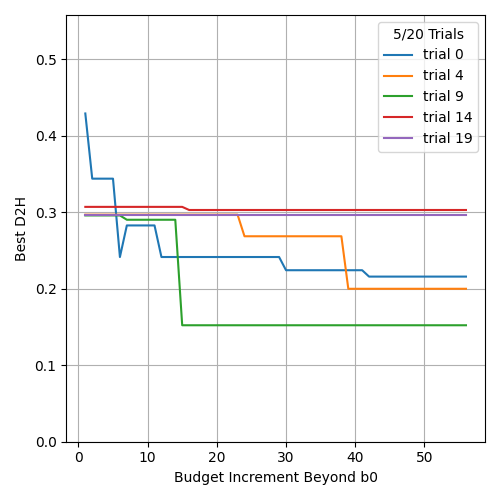 5/20 Trials
trial 0
trial 4
trial 9
trial 14
trial 19
Best D2H
0.5
0.4
0.3
0.2
0.1
0.0
0 10 20 30 40 50
Budget Increment Beyond b0